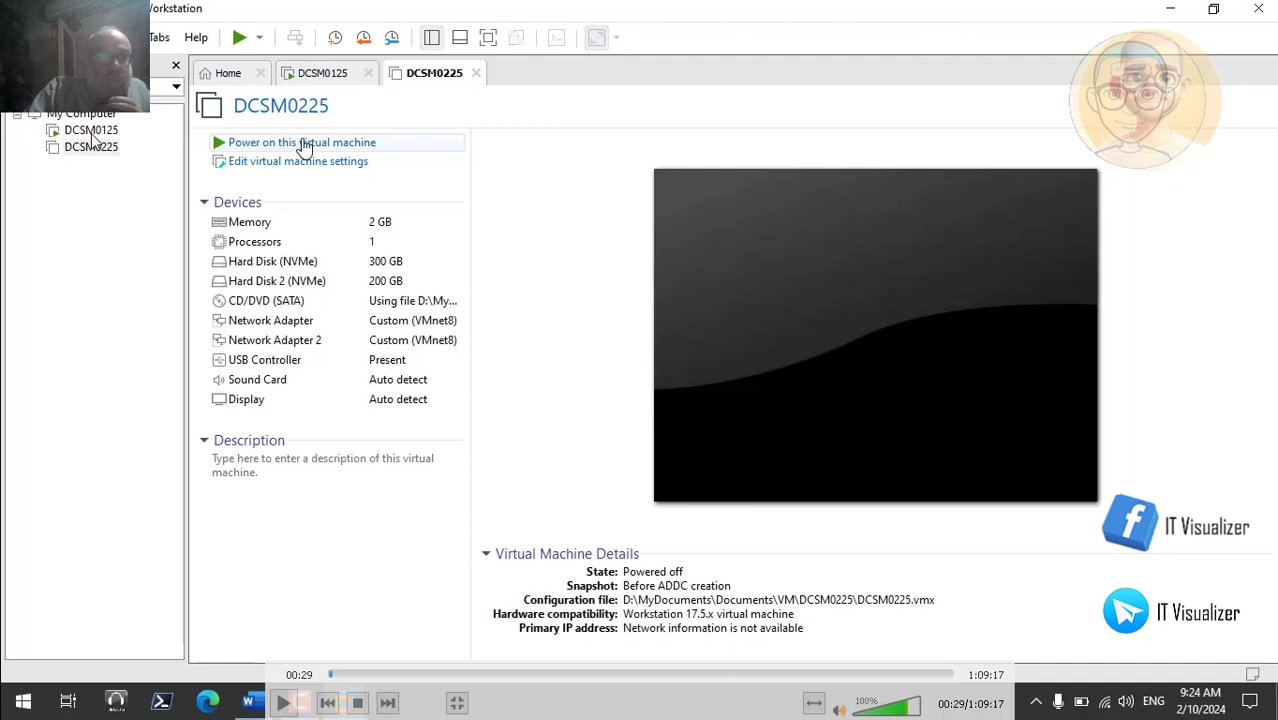 Workstation
Tabs Help
Home
DCSM0125
DCSM0225
My Computer
DCSM0125
DCSM0225
DCSM0225
Power on this virtual machine
Edit virtual machine settings
Devices
Memory 2 GB
Processors 1
Hard Disk (NVMe) 300 GB
Hard Disk 2 (NVMe) 200 GB
CD/DVD (SATA) Using file D:\My...
Network Adapter Custom (VMnet8)
Network Adapter 2 Custom (VMnet8)
USB Controller Present
Sound Card Auto detect
Display Auto detect
Description
Type here to enter a description of this virtual
machine.
IT Visualizer
IT Visualizer
Virtual Machine Details
State: Powered off
Snapshot: Before ADDC creation
Configuration file: D:\MyDocuments\Documents\VM\DCSM0225\DCSM0225.vmx
Hardware compatibility: Workstation 17.5.x virtual machine
Primary IP address: Network information is not available
00:29 1:09:17
100%
00:29/1:09:17
ENG
9:24 AM
2/10/2024